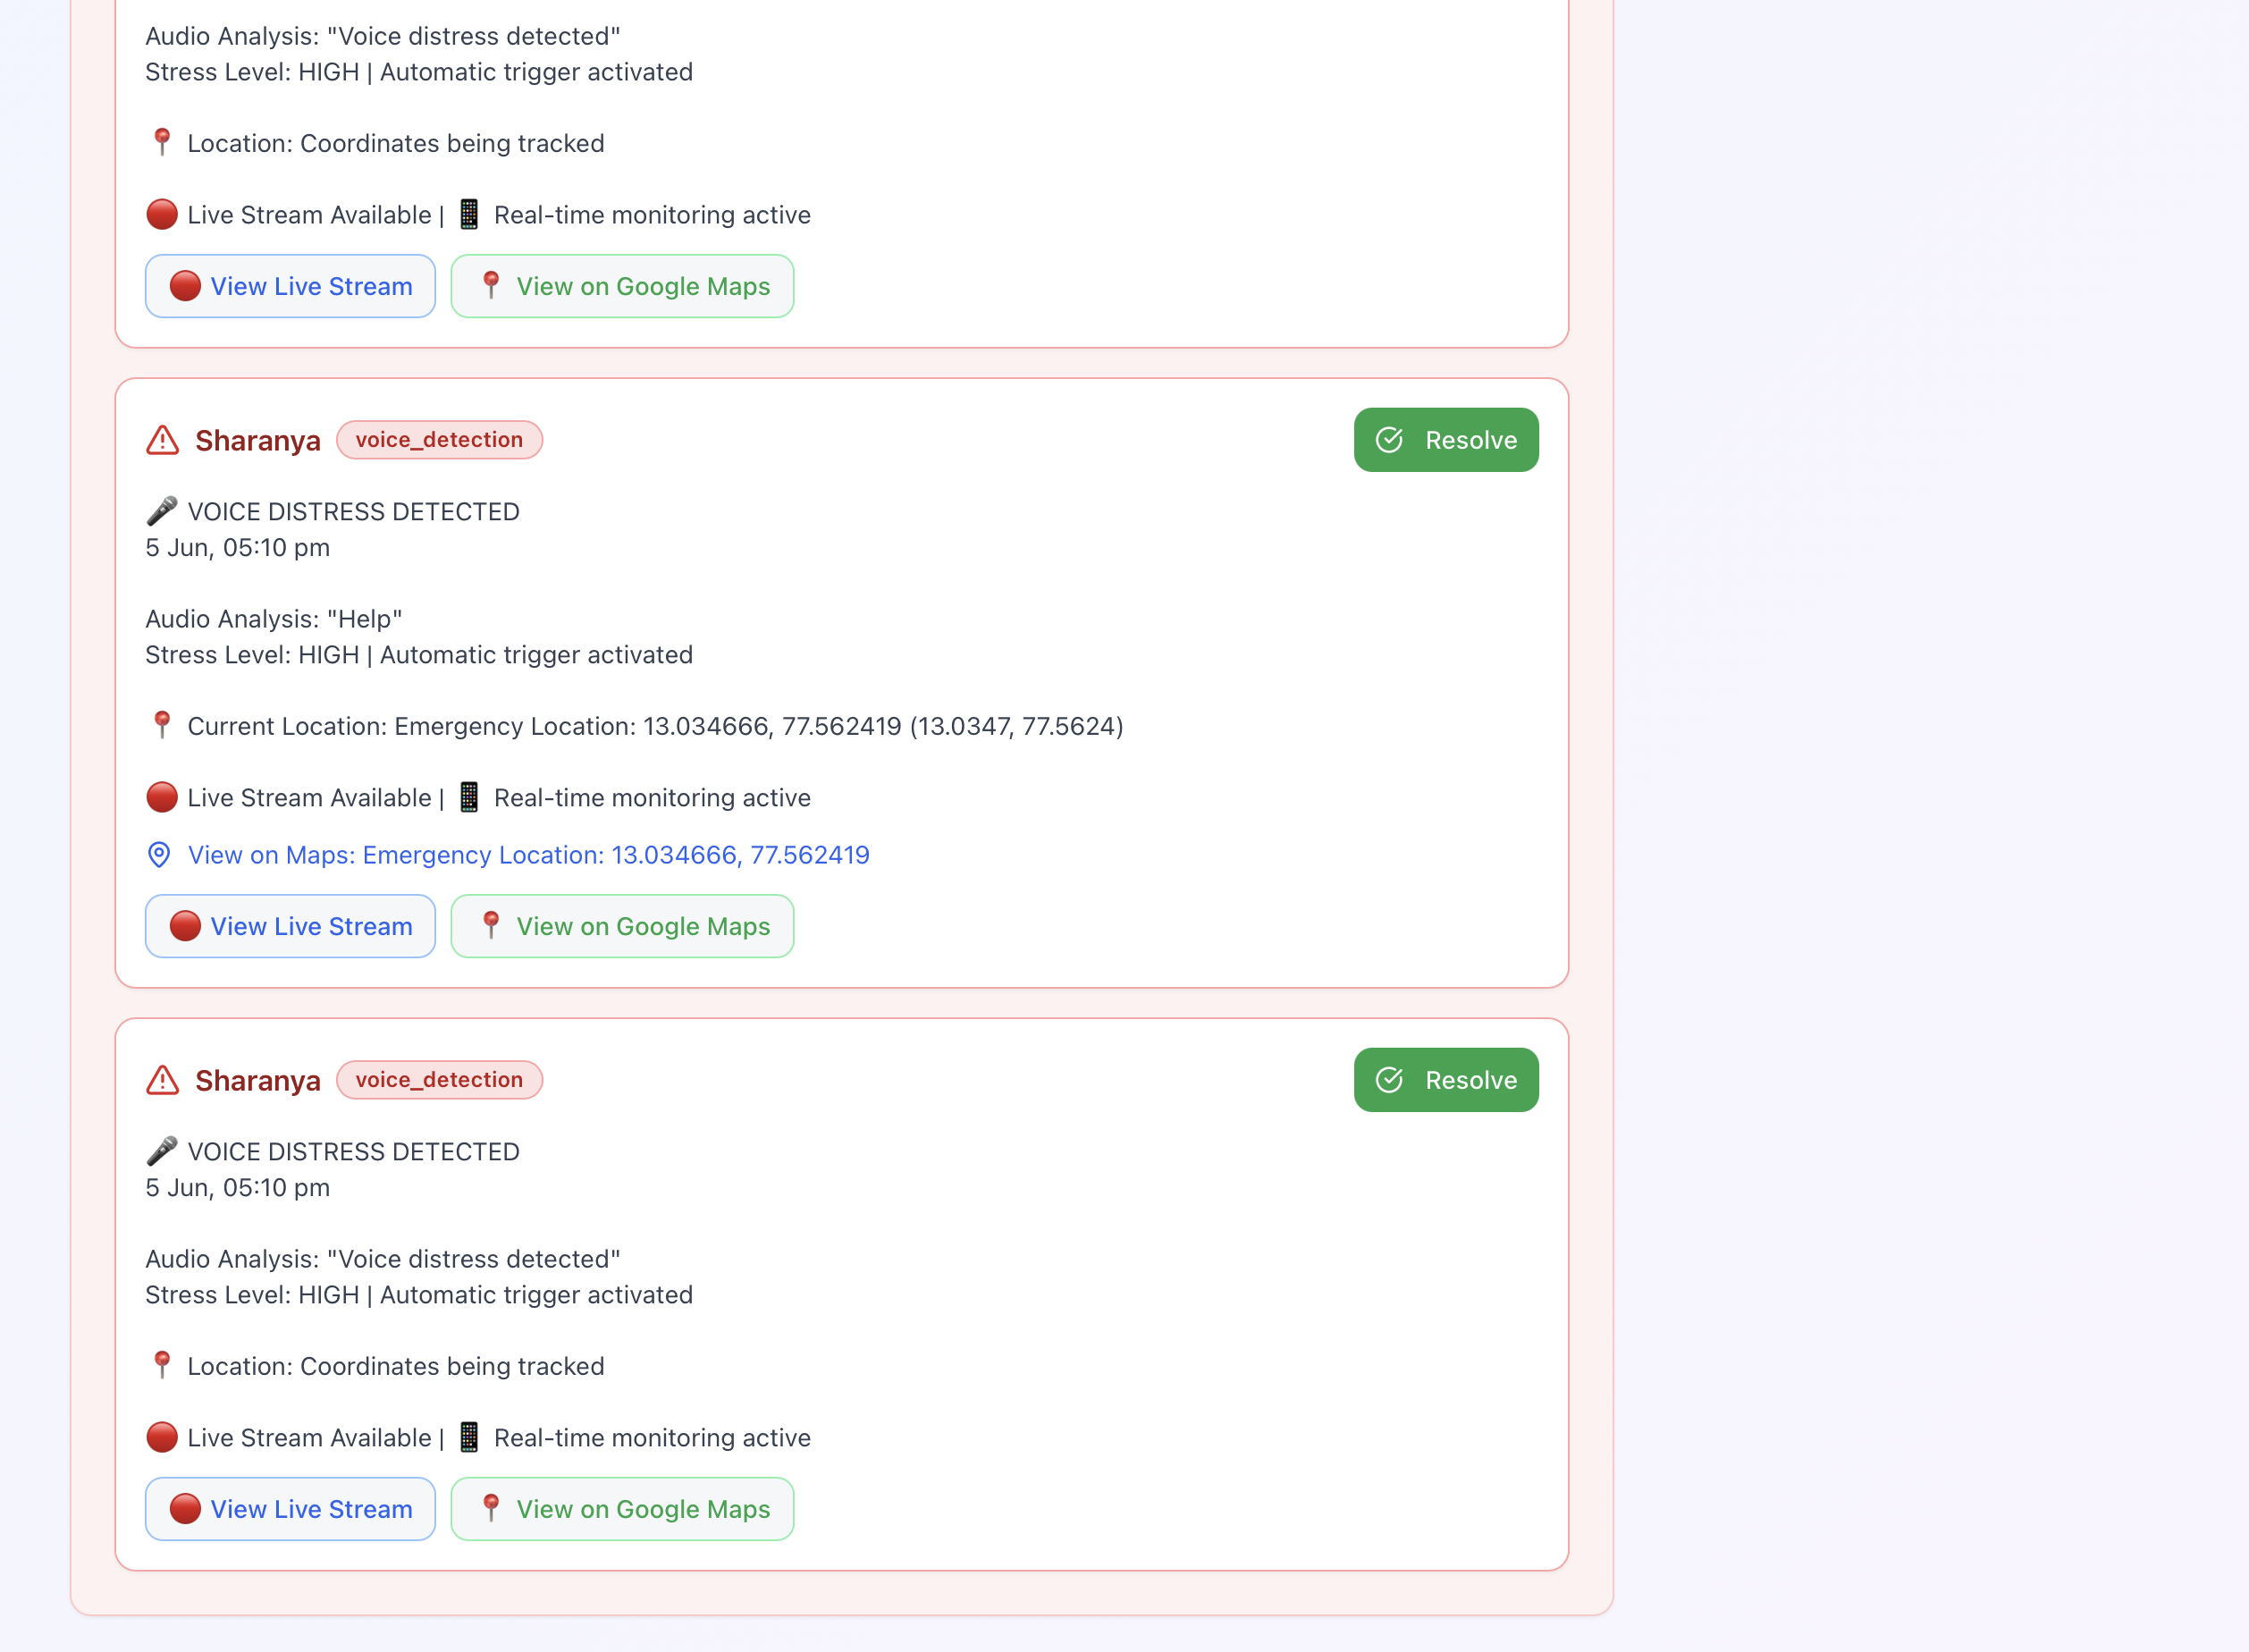 Audio Analysis: "Voice distress detected"
Stress Level: HIGH | Automatic trigger activated
📍 Location: Coordinates being tracked
🔴 Live Stream Available | 📱 Real-time monitoring active
🔴 View Live Stream 📍 View on Google Maps
Sharanya voice_detection Resolve
🎤 VOICE DISTRESS DETECTED
5 Jun, 05:10 pm
Audio Analysis: "Help"
Stress Level: HIGH | Automatic trigger activated
📍 Current Location: Emergency Location: 13.034666, 77.562419 (13.0347, 77.5624)
🔴 Live Stream Available | 📱 Real-time monitoring active
View on Maps: Emergency Location: 13.034666, 77.562419
🔴 View Live Stream 📍 View on Google Maps
Sharanya voice_detection Resolve
🎤 VOICE DISTRESS DETECTED
5 Jun, 05:10 pm
Audio Analysis: "Voice distress detected"
Stress Level: HIGH | Automatic trigger activated
📍 Location: Coordinates being tracked
🔴 Live Stream Available | 📱 Real-time monitoring active
🔴 View Live Stream 📍 View on Google Maps